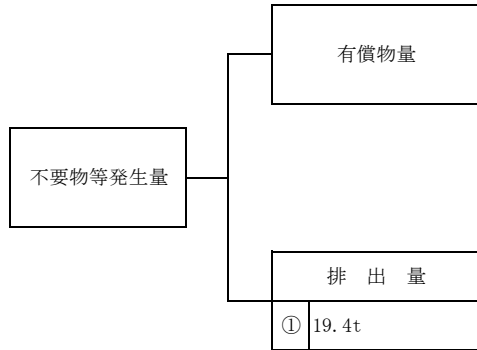 有償物量
不要物等発生量
排 出 量
① 19.4t